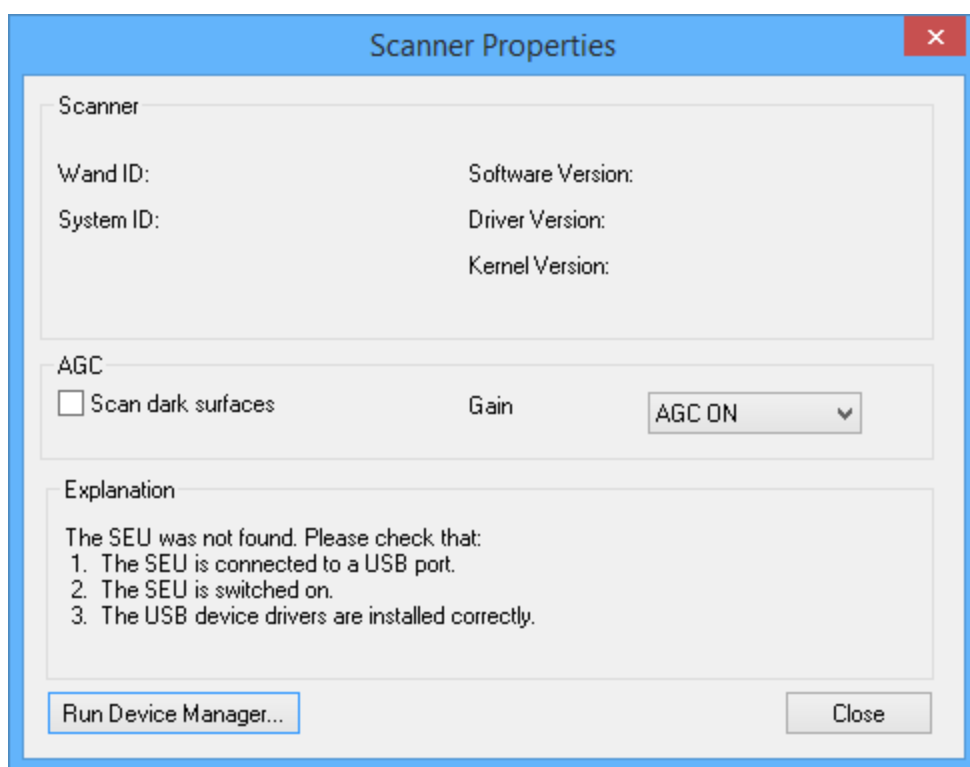 Scanner Properties
Scanner
Wand ID:
Software Version:
System ID:
Driver Version:
Kernel Version:
AGC
Scan dark surfaces
Gain
AGC ON
Explanation
The SEU was not found. Please check that:
1. The SEU is connected to a USB port.
2. The SEU is switched on.
3. The USB device drivers are installed correctly.
Run Device Manager...
Close